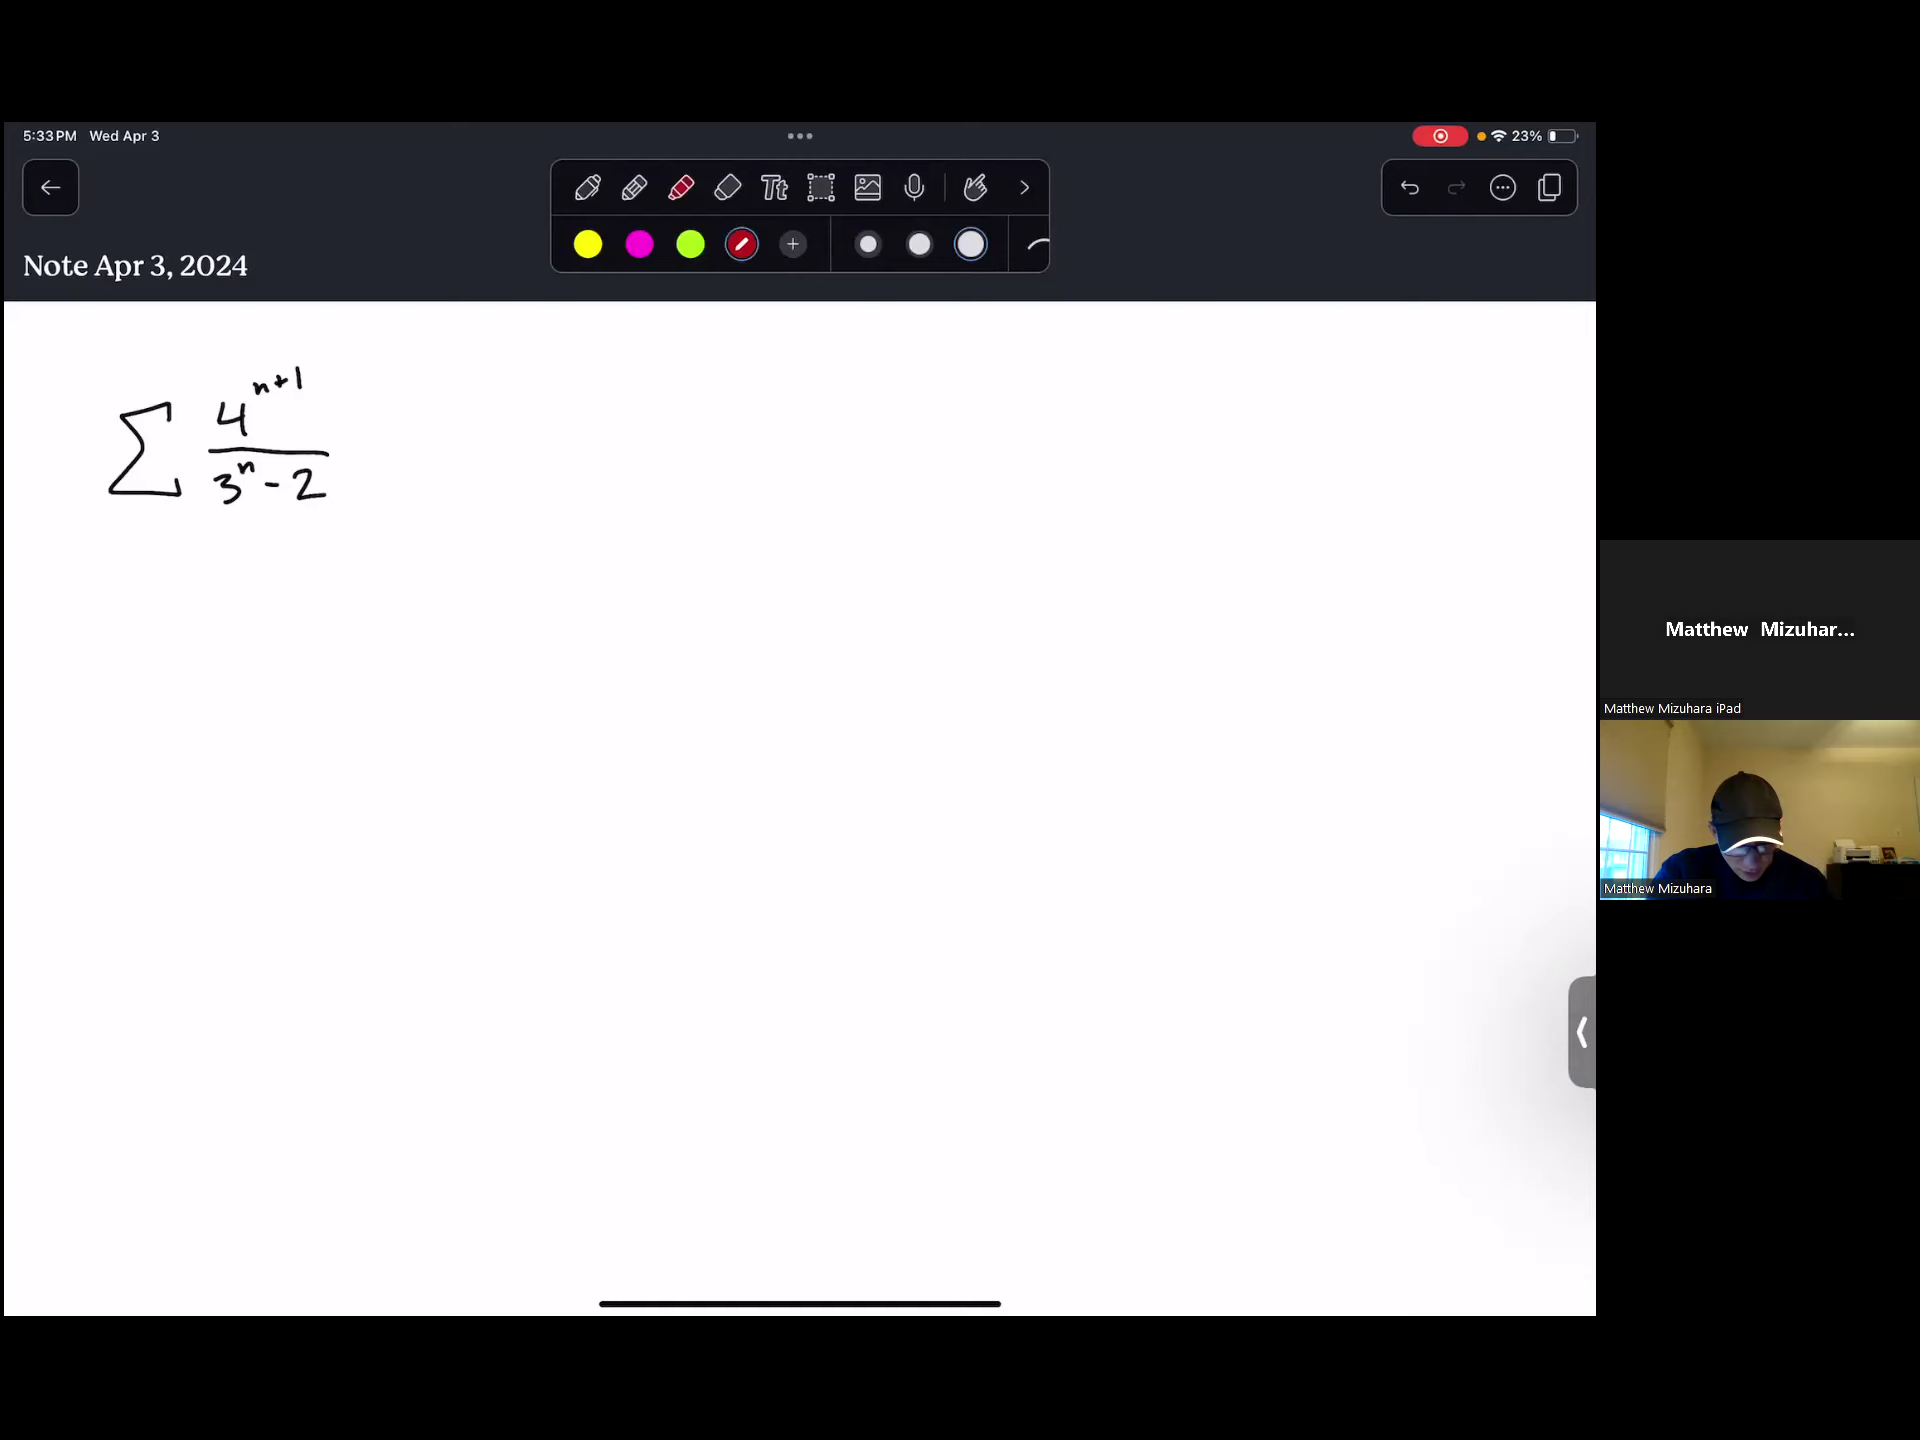 5:33 PM Wed Apr 3
23%
Tt
Note Apr 3, 2024
∑ 4^{n+1} / (3^n - 2)
Matthew Mizuhar...
Matthew Mizuhara iPad
Matthew Mizuhara